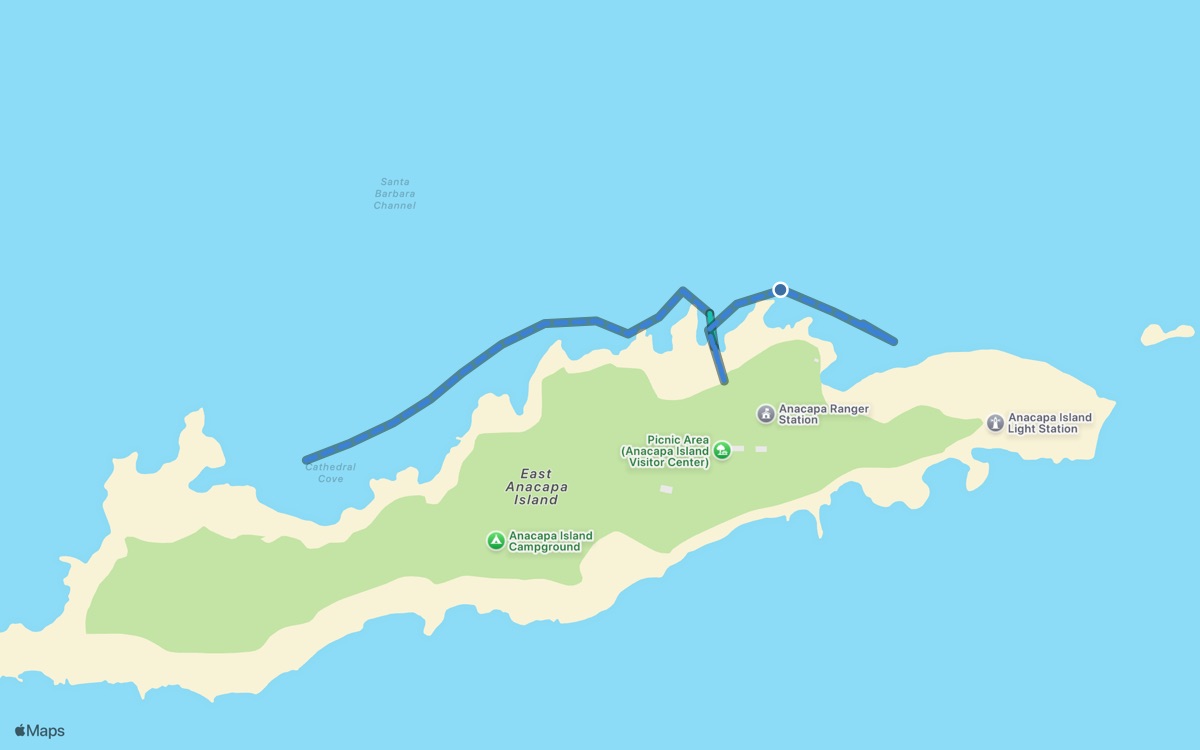 Santa
Barbara
Channel
Anacapa Ranger
Station
Anacapa Island
Light Station
Picnic Area
(Anacapa Island
Visitor Center)
Cathedral
Cove
East
Anacapa
Island
Anacapa Island
Campground
Maps